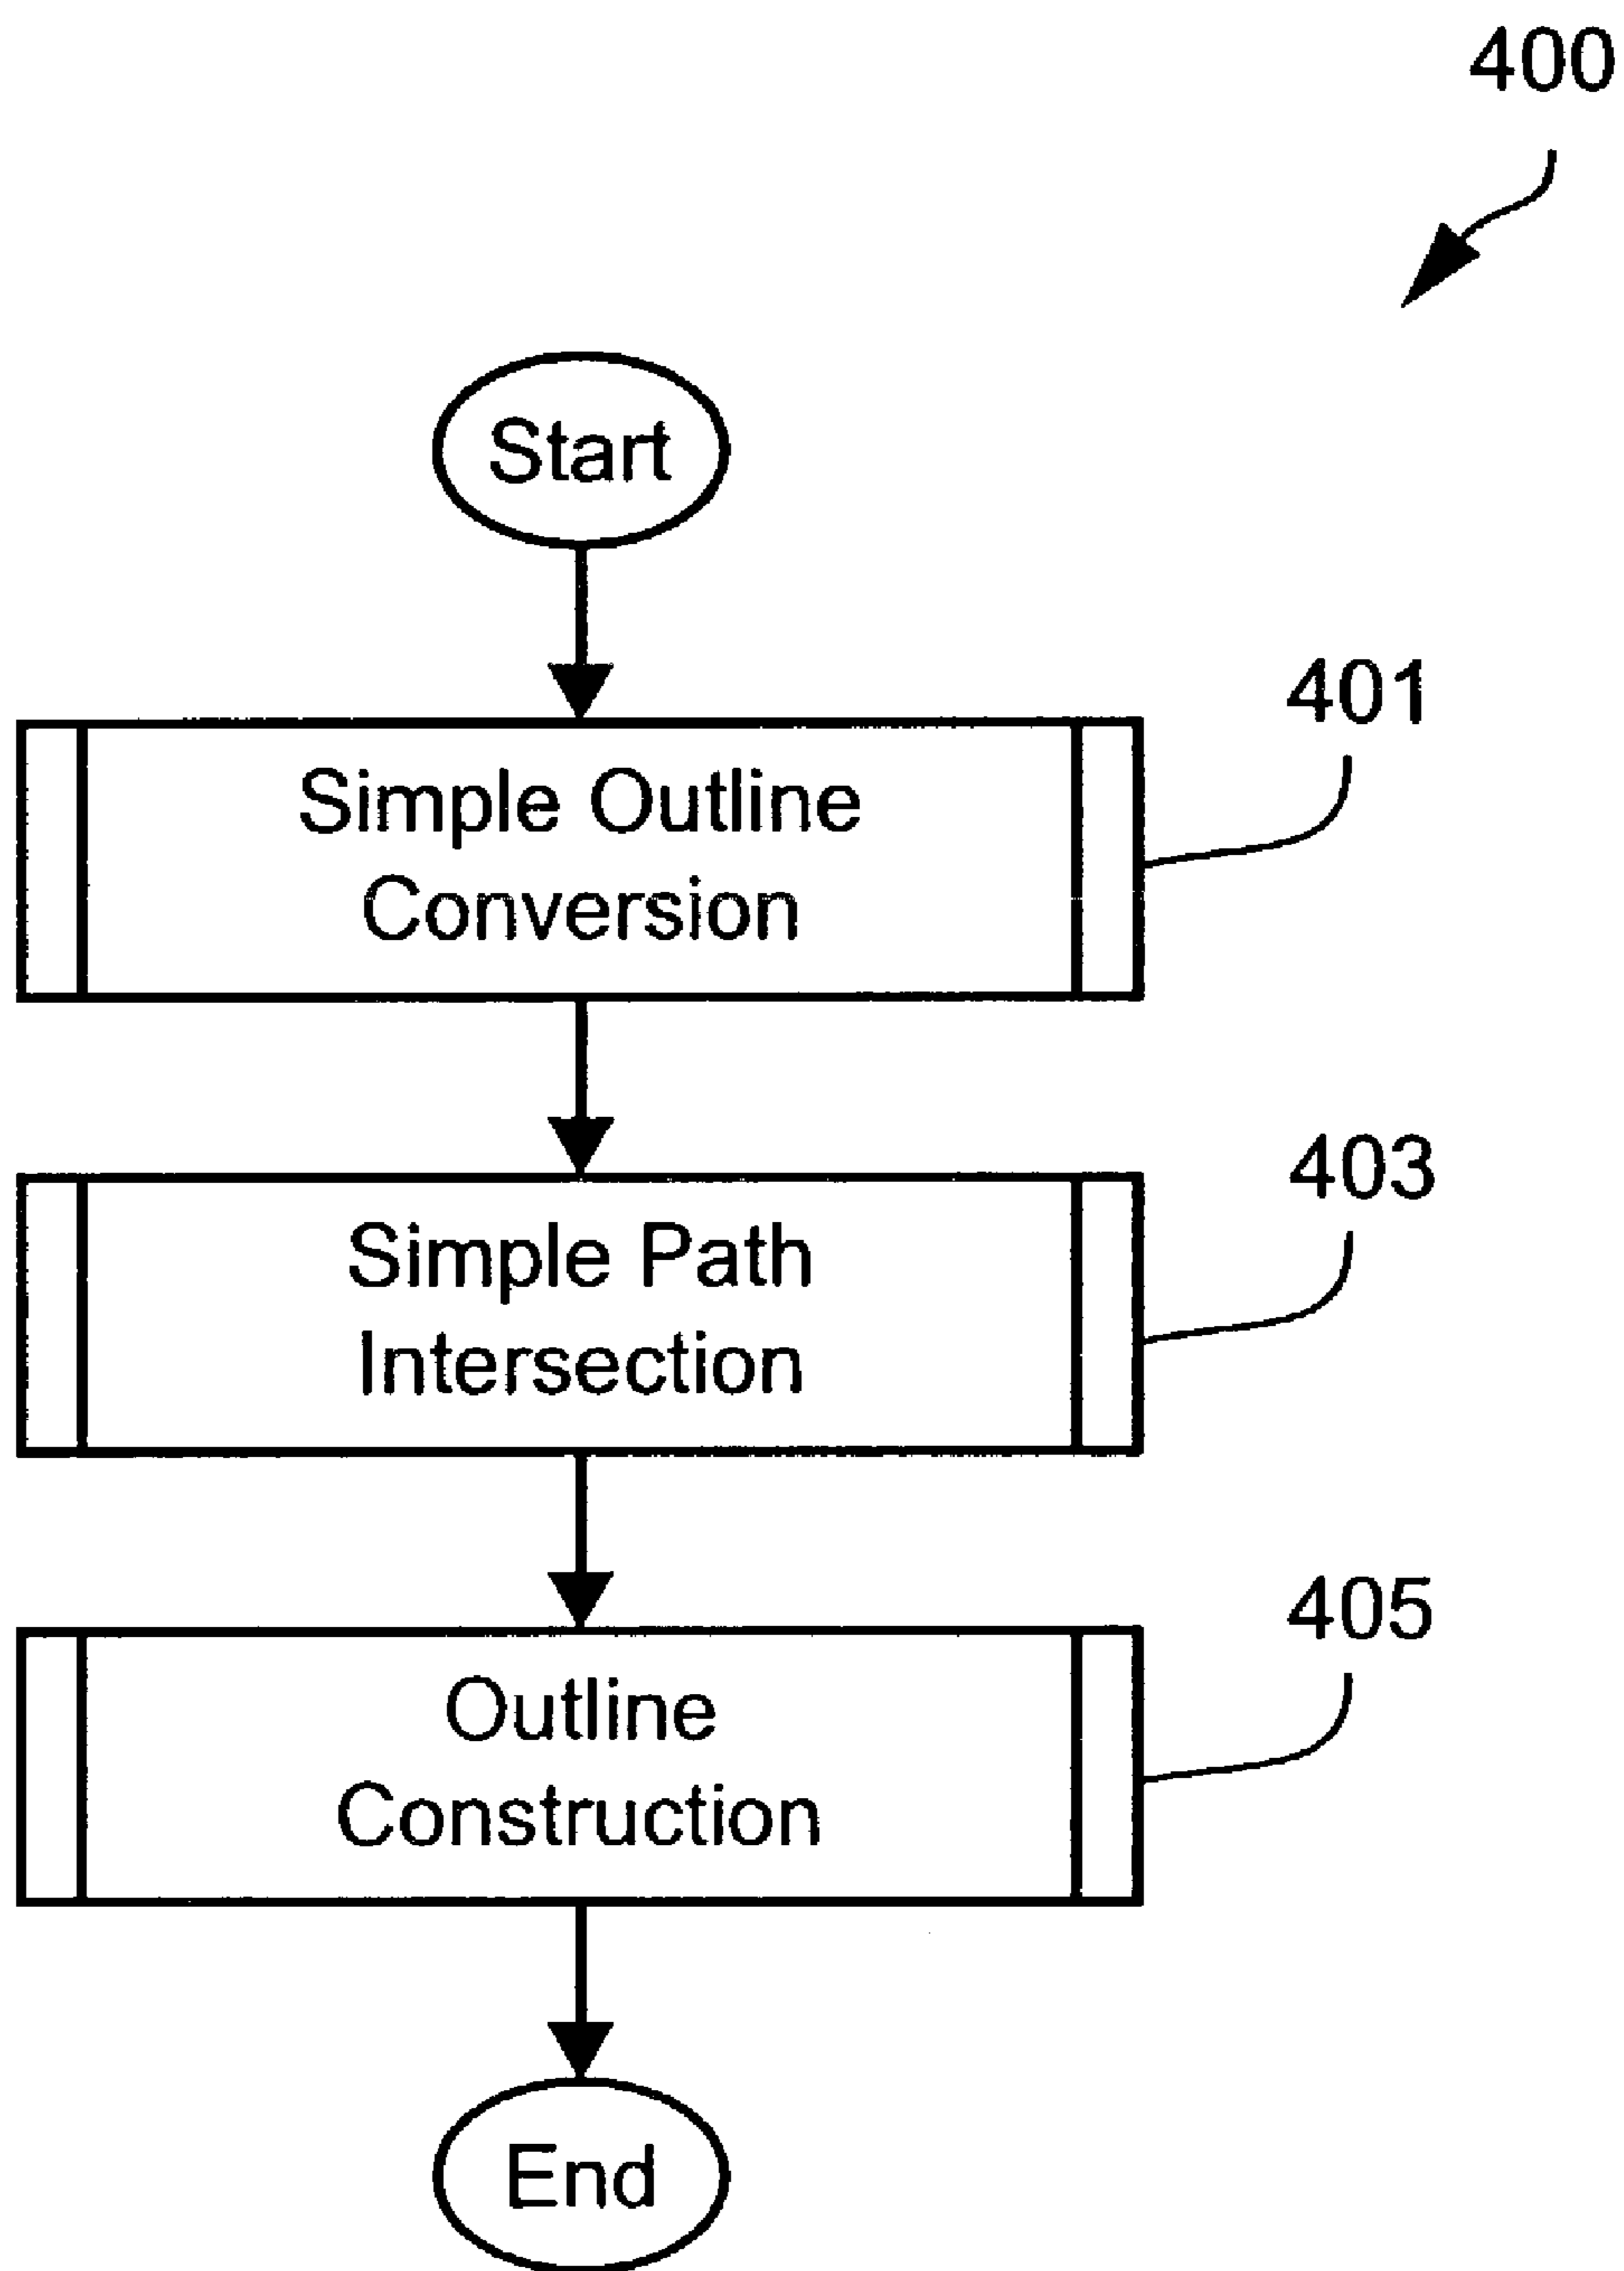 400
Start
401
Simple Outline
Conversion
403
Simple Path
Intersection
405
Outline
Construction
End